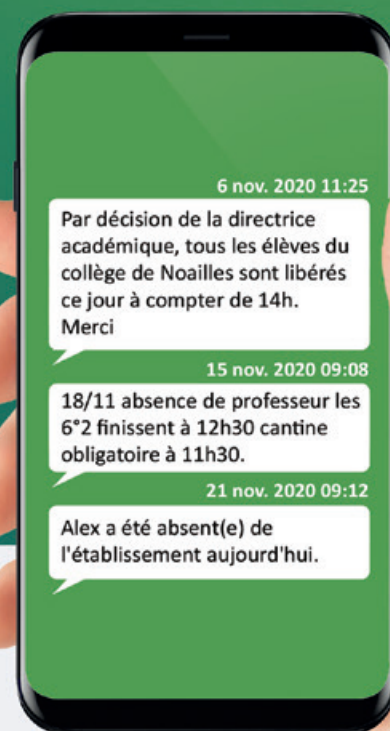 6 nov. 2020 11:25
Par décision de la directrice
académique, tous les élèves du
collège de Noailles sont libérés
ce jour à compter de 14h.
Merci
15 nov. 2020 09:08
18/11 absence de professeur les
6°2 finissent à 12h30 cantine
obligatoire à 11h30.
21 nov. 2020 09:12
Alex a été absent(e) de
l'établissement aujourd'hui.